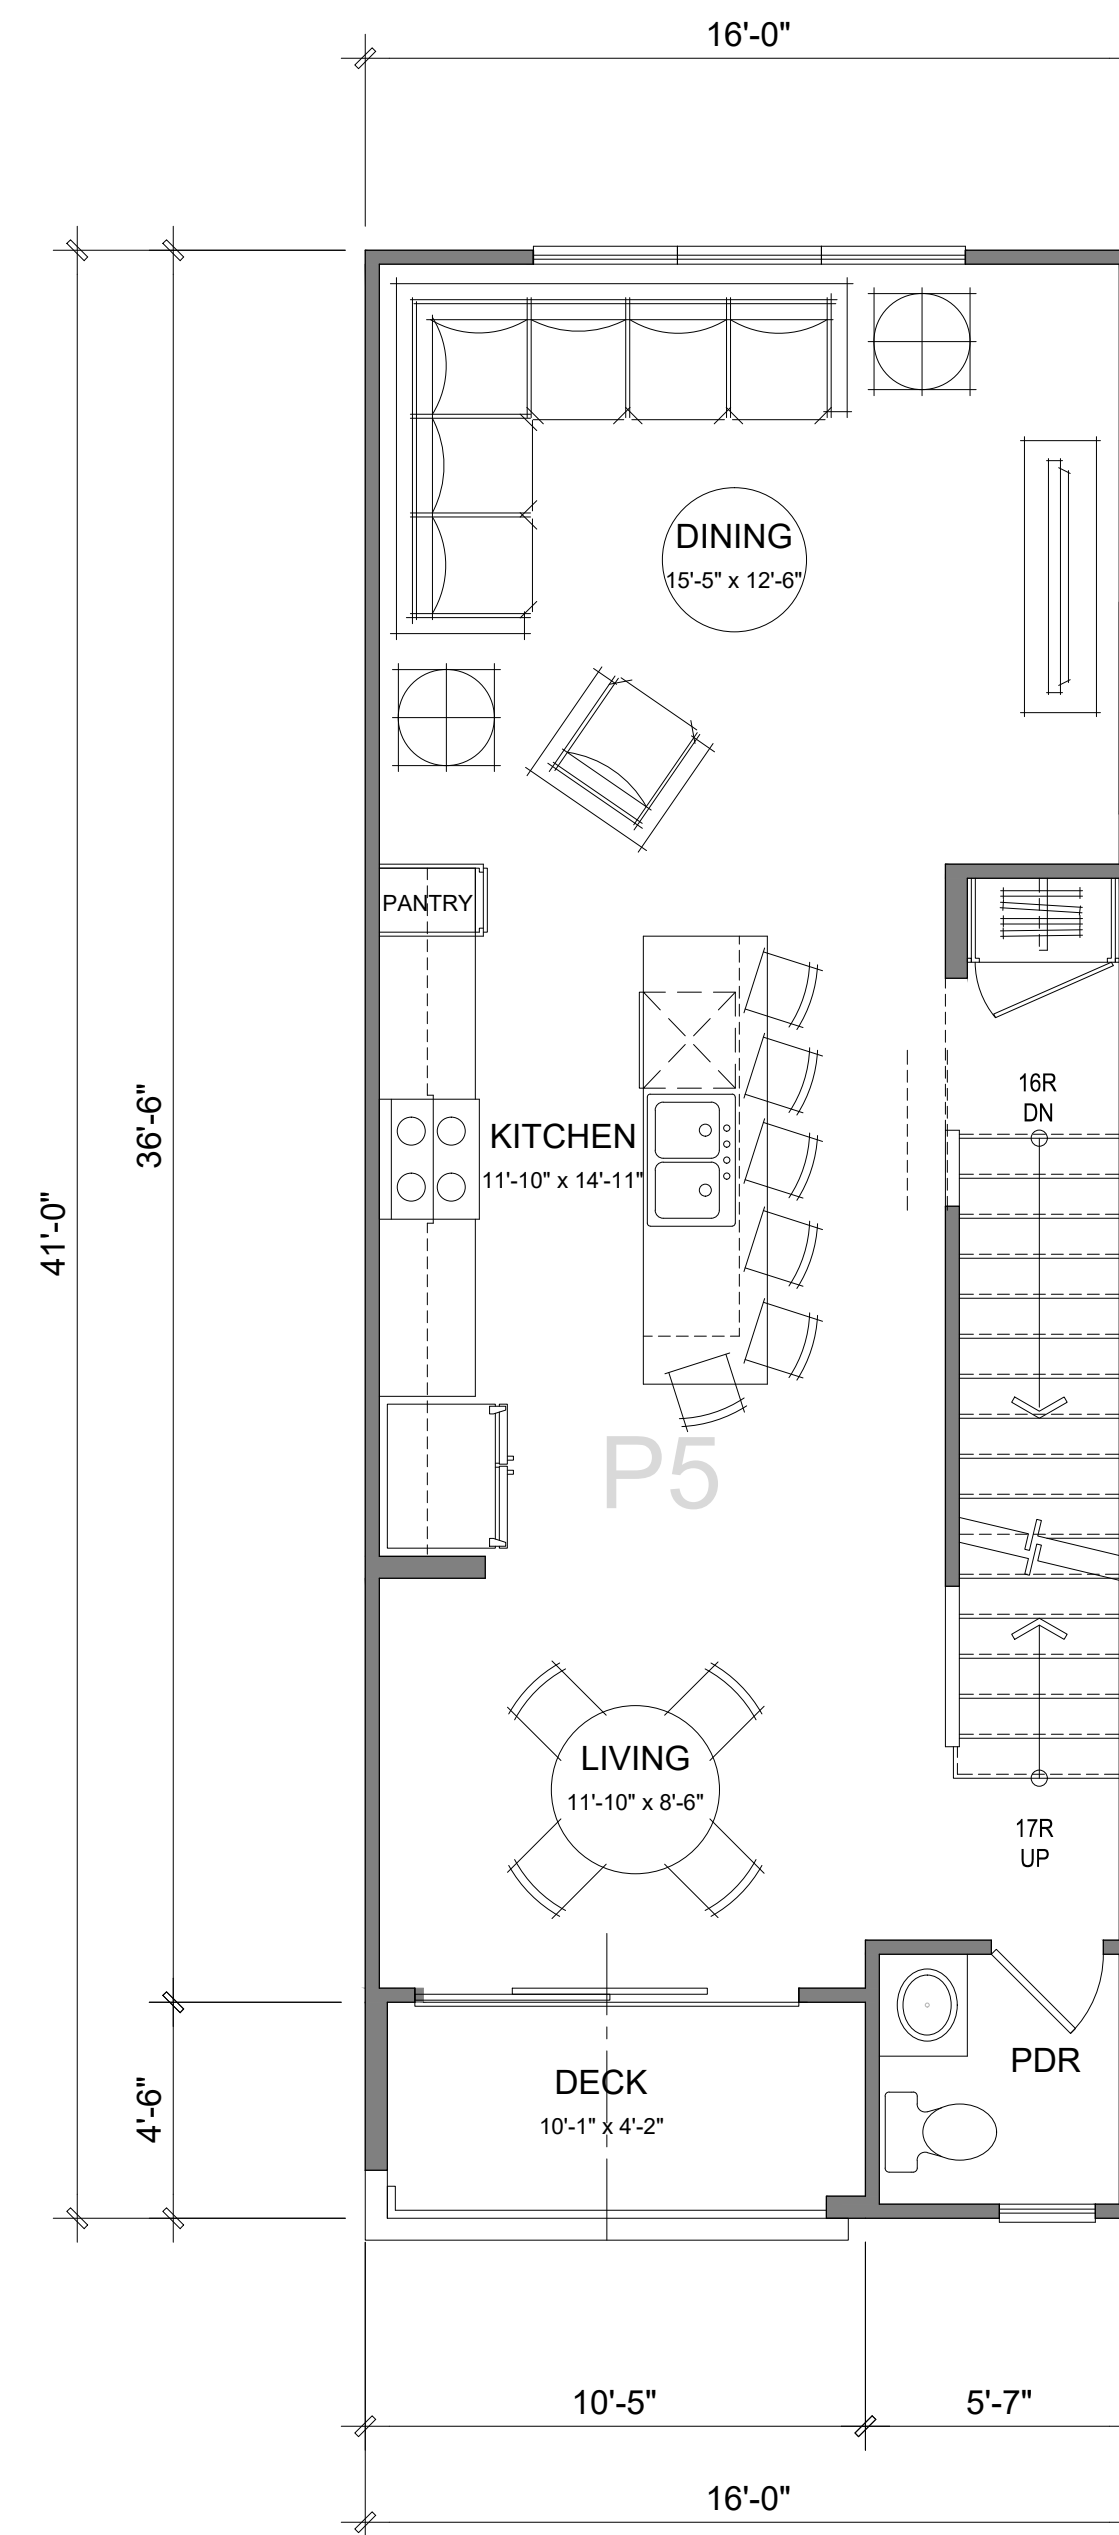 16'-0"
DINING
15'-5" x 12'-6"
PANTRY
16R
DN
36'-6"
KITCHEN
11'-10" x 14'-11"
41'-0"
P5
LIVING
11'-10" x 8'-6"
17R
UP
PDR
DECK
10'-1" x 4'-2"
4'-6"
10'-5"
5'-7"
16'-0"